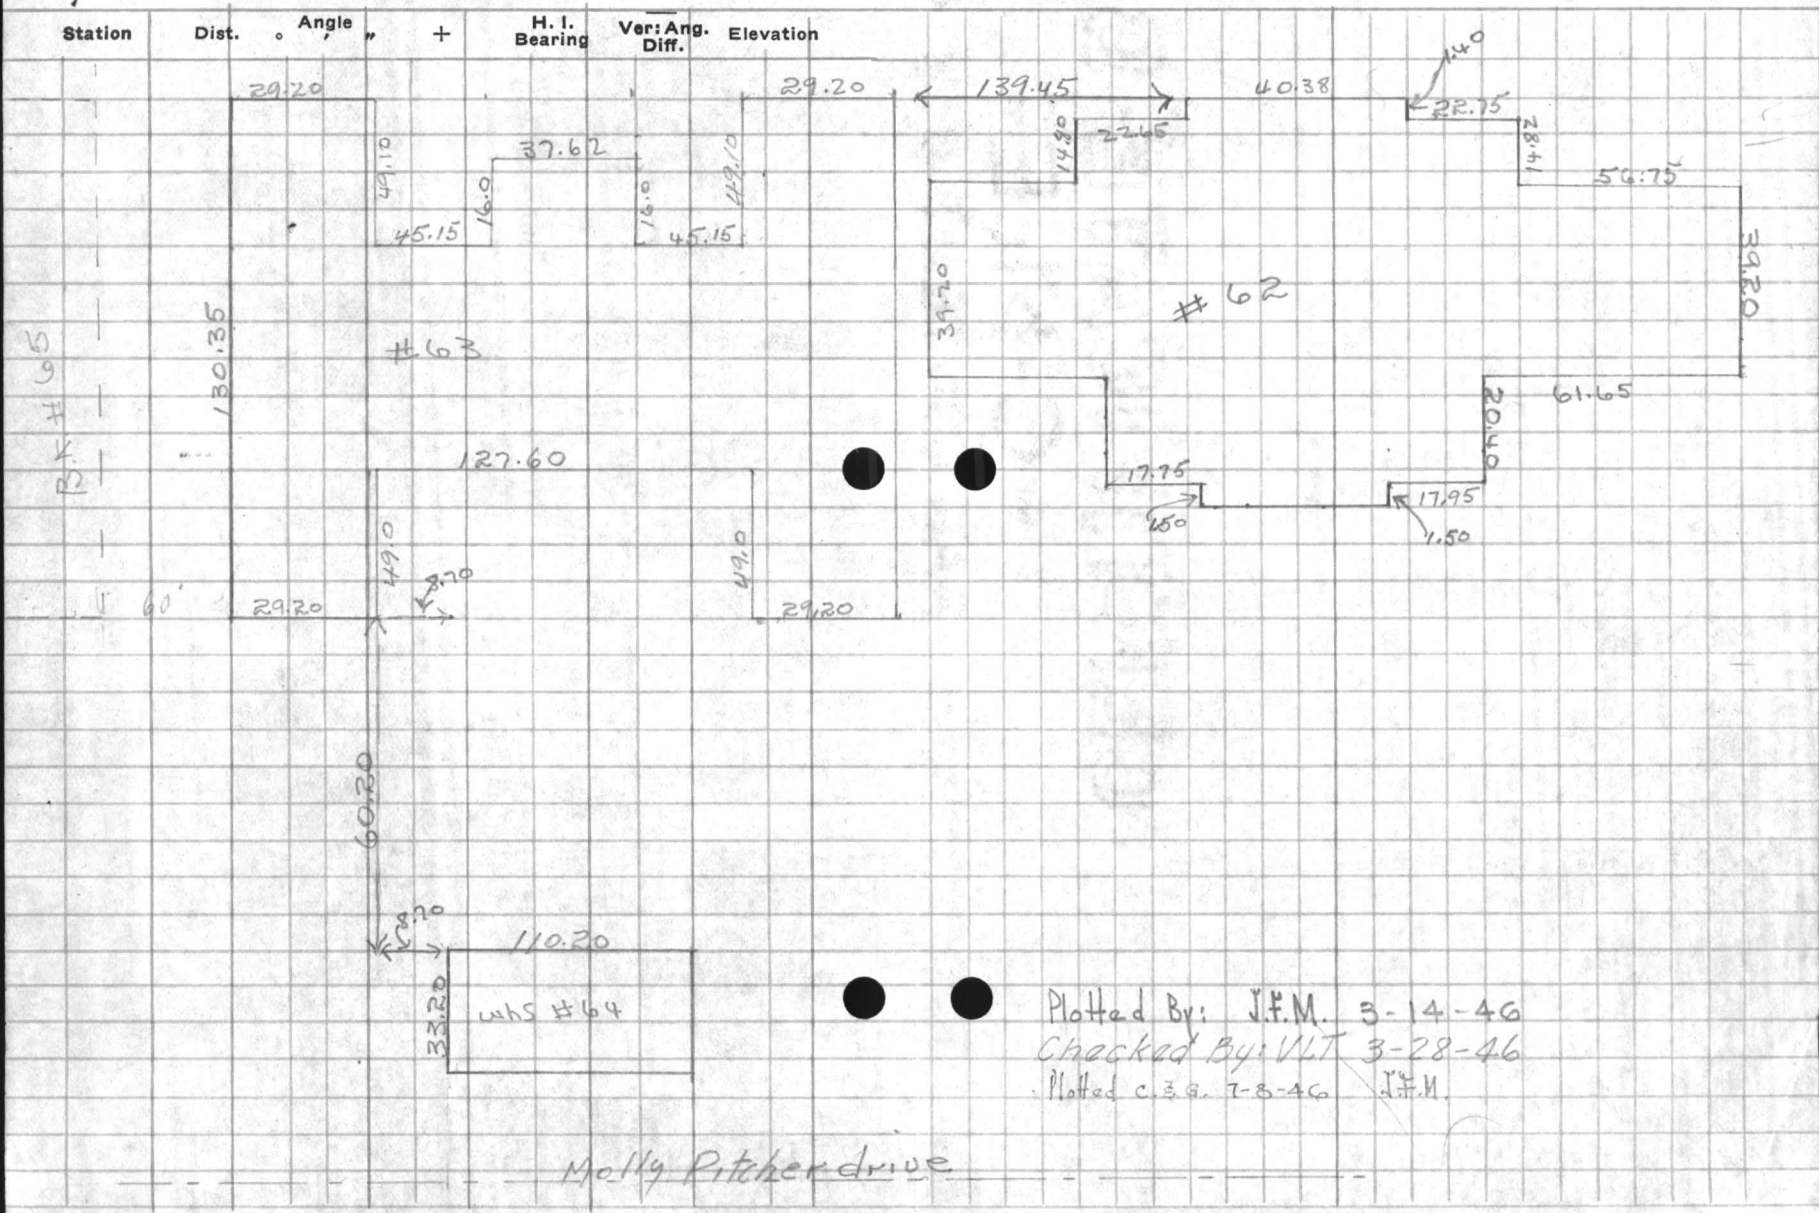 Station Dist. ° Angle ' " + H. I. Bearing Ver: Ang. Diff. Elevation
29.20 29.20 139.45 40.38 1.40
22.65 22.75
49.10 37.62 49.10 14.80 14.82
16.0 16.0 56.75
45.15 45.15
39.20 # 62 39.20
130.35
BK # 65 #63
61.65
20.40
127.60 17.75 17.95
1.50 1.50
49.0 49.0
8.70
60' 29.20 29.20
60.20
8.70
110.20
33.20 whs #64
Plotted By: J.F.M. 3-14-46
Checked By: VLT 3-28-46
Plotted C. & G. 7-8-46 J.F.M.
Molly Pitcher drive